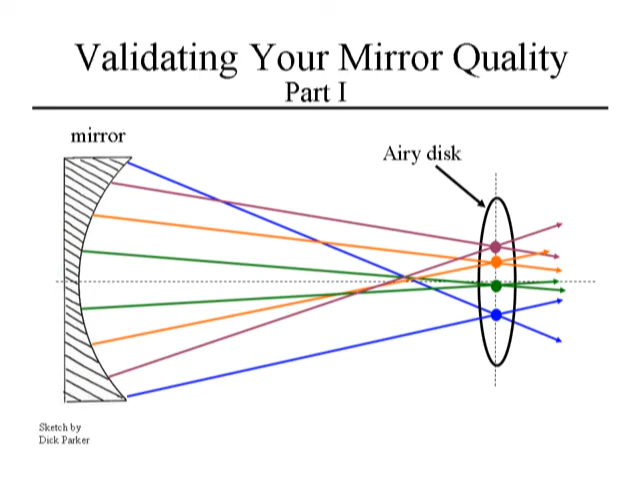 Validating Your Mirror Quality
Part I
mirror
Airy disk
Sketch by
Dick Parker